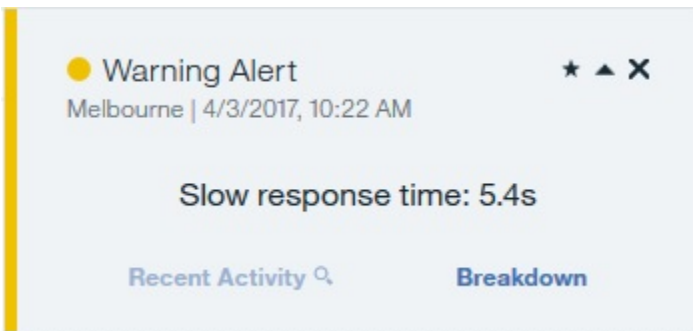 Warning Alert
Melbourne | 4/3/2017, 10:22 AM
Slow response time: 5.4s
Recent Activity
Breakdown